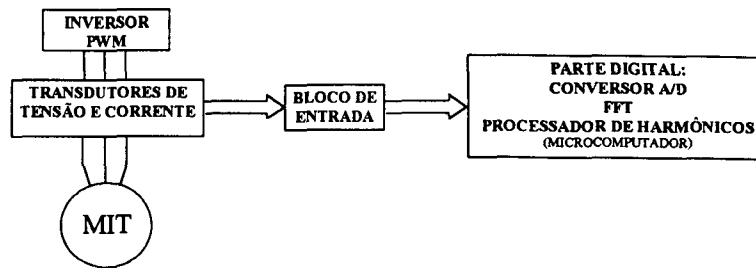 INVERSOR
PWM
TRANSDUTORES DE
TENSÃO E CORRENTE
BLOCO DE
ENTRADA
PARTE DIGITAL:
CONVERSOR A/D
FFT
PROCESSADOR DE HARMÔNICOS
(MICROCOMPUTADOR)
MIT